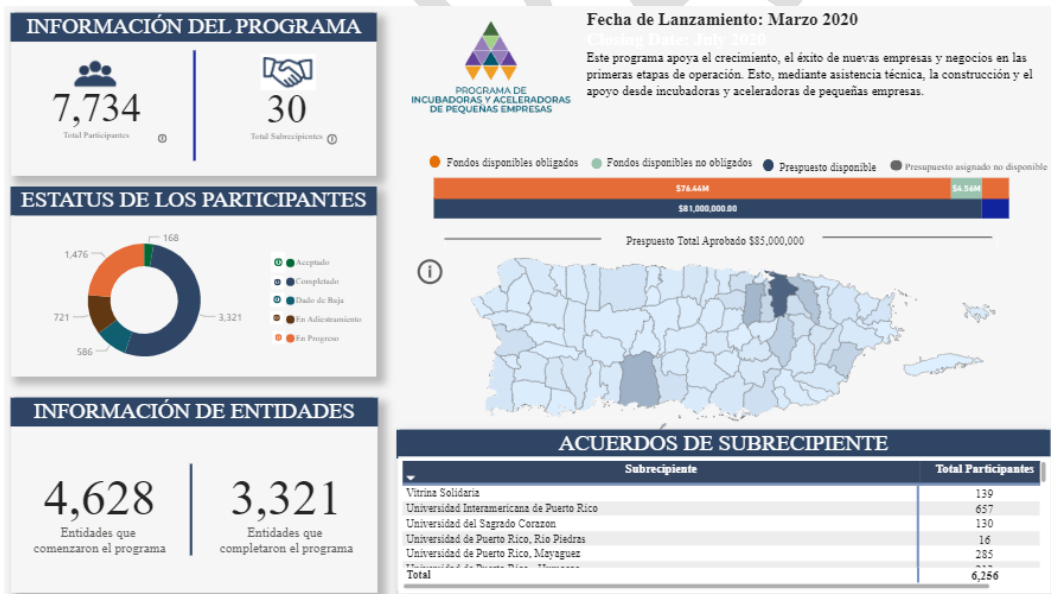 INFORMACIÓN DEL PROGRAMA
7,734
Total Participantes
30
Total Subrecipientes
PROGRAMA DE
INCUBADORAS Y ACELERADORAS
DE PEQUEÑAS EMPRESAS
Fecha de Lanzamiento: Marzo 2020
Closing Date: July 2020
Este programa apoya el crecimiento, el éxito de nuevas empresas y negocios en las
primeras etapas de operación. Esto, mediante asistencia técnica, la construcción y el
apoyo desde incubadoras y aceleradoras de pequeñas empresas.
Fondos disponibles obligados
Fondos disponibles no obligados
Prespuesto disponible
Presupuesto asignado no disponible
$76.44M
$4.56M
$81,000,000.00
Prespuesto Total Aprobado $85,000,000
ESTATUS DE LOS PARTICIPANTES
168
1,476
721
586
3,321
Aceptado
Completado
Dado de Baja
En Adiestramiento
En Progreso
INFORMACIÓN DE ENTIDADES
4,628
Entidades que
comenzaron el programa
3,321
Entidades que
completaron el programa
ACUERDOS DE SUBRECIPIENTE
Subrecipiente Total Participantes
Vitrina Solidaria 139
Universidad Interamericana de Puerto Rico 657
Universidad del Sagrado Corazon 130
Universidad de Puerto Rico, Rio Piedras 16
Universidad de Puerto Rico, Mayaguez 285
Total 6,256